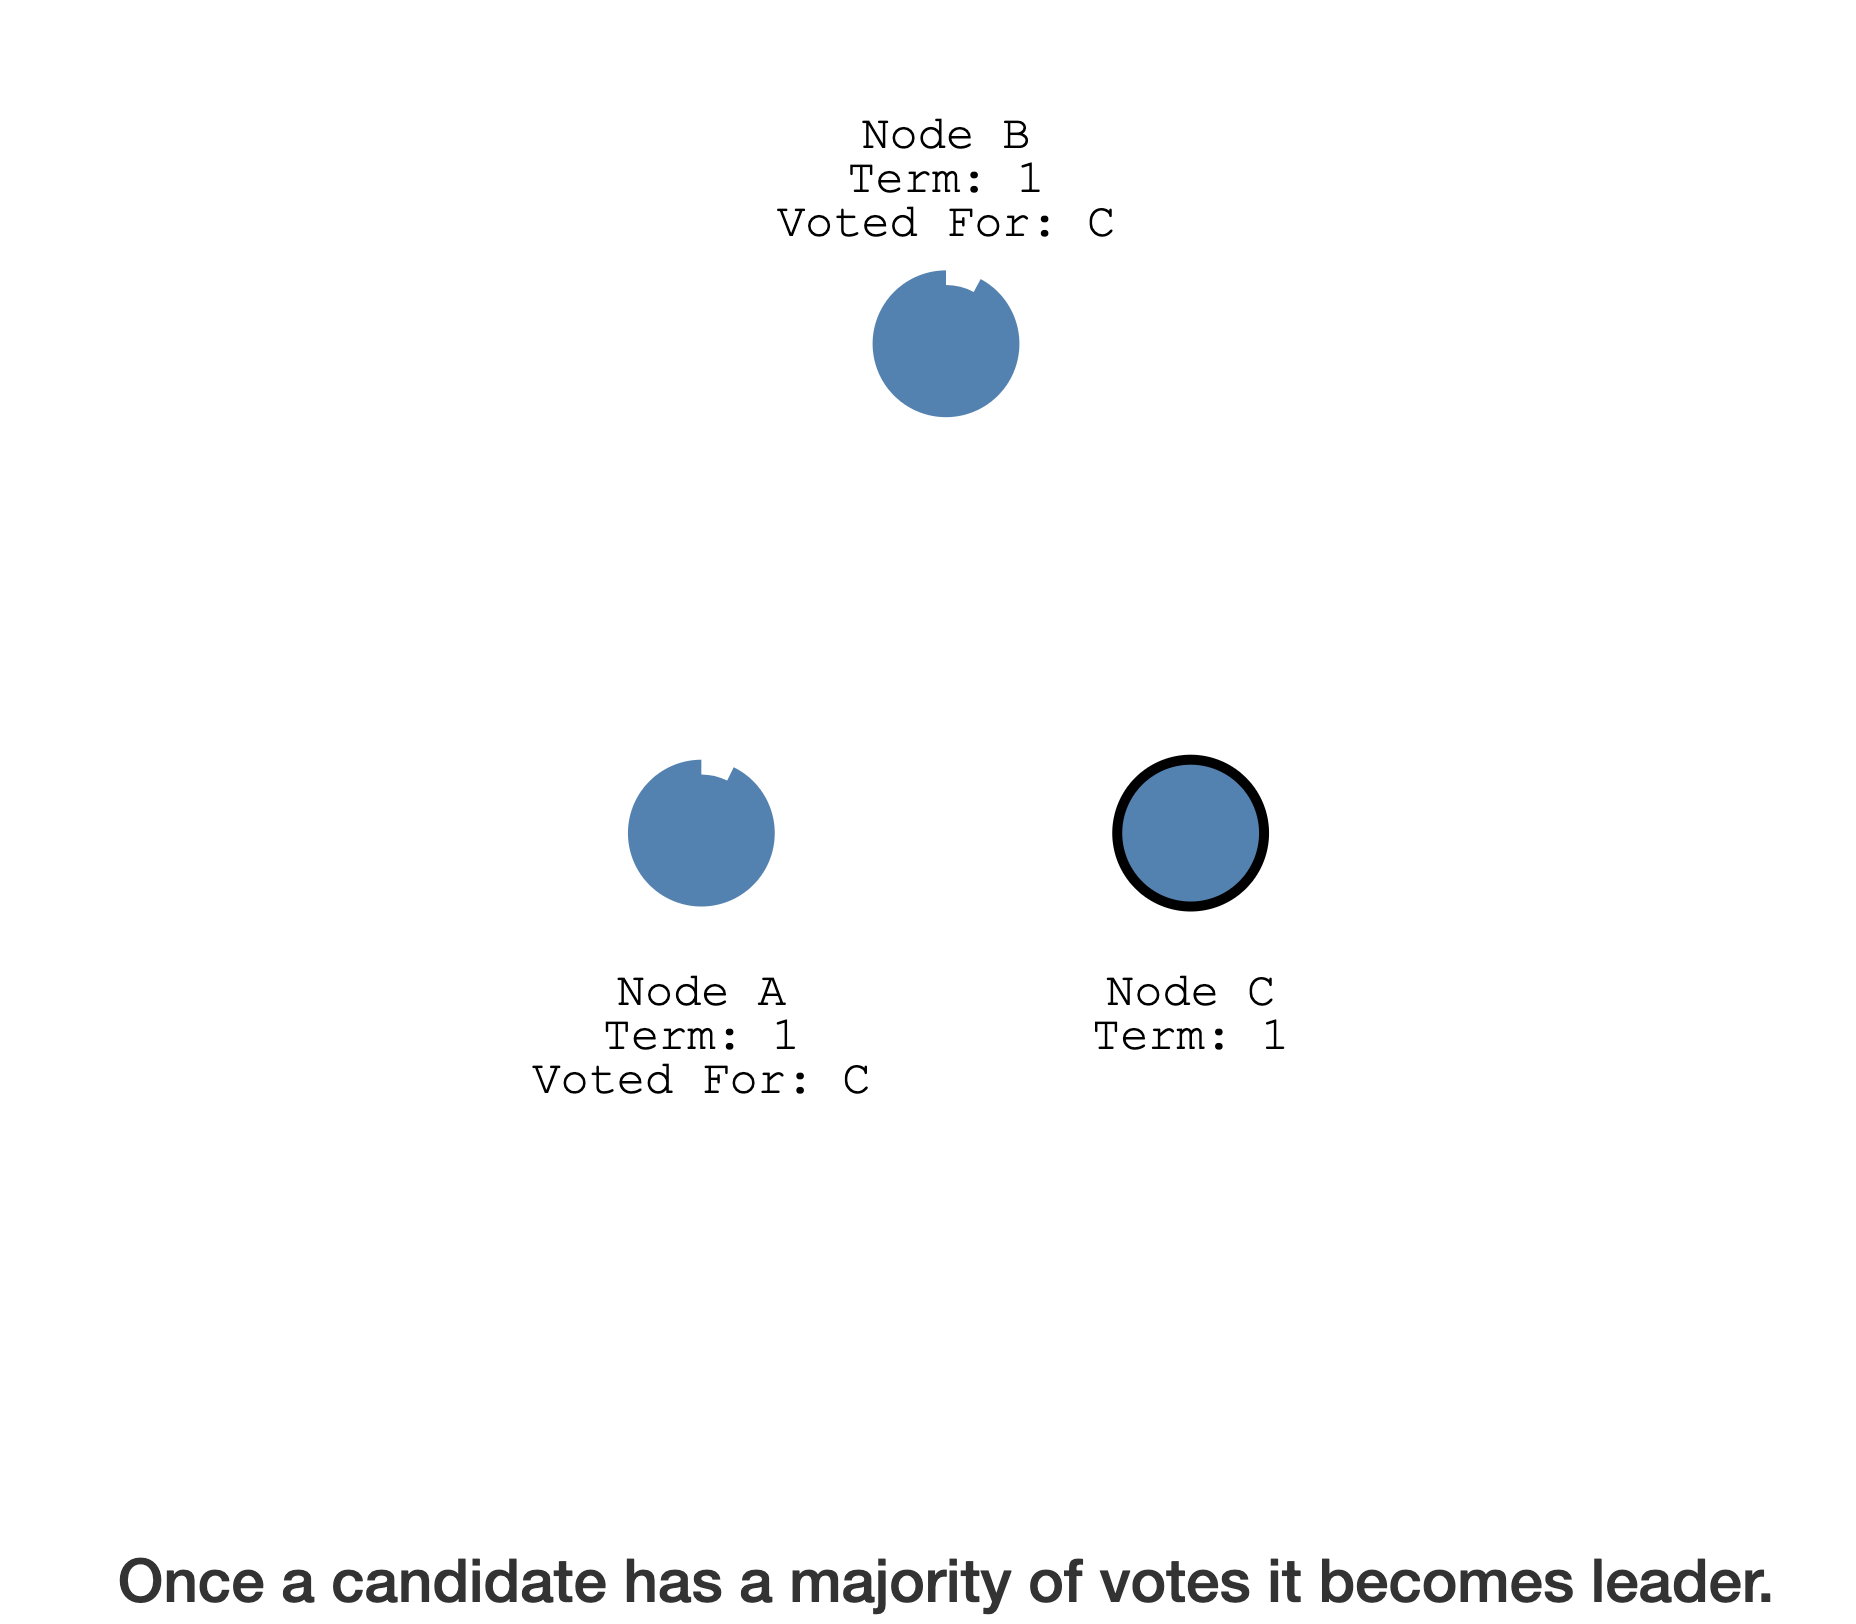 Node B
Term: 1
Voted For: C
Node A
Term: 1
Voted For: C
Node C
Term: 1
Once a candidate has a majority of votes it becomes leader.